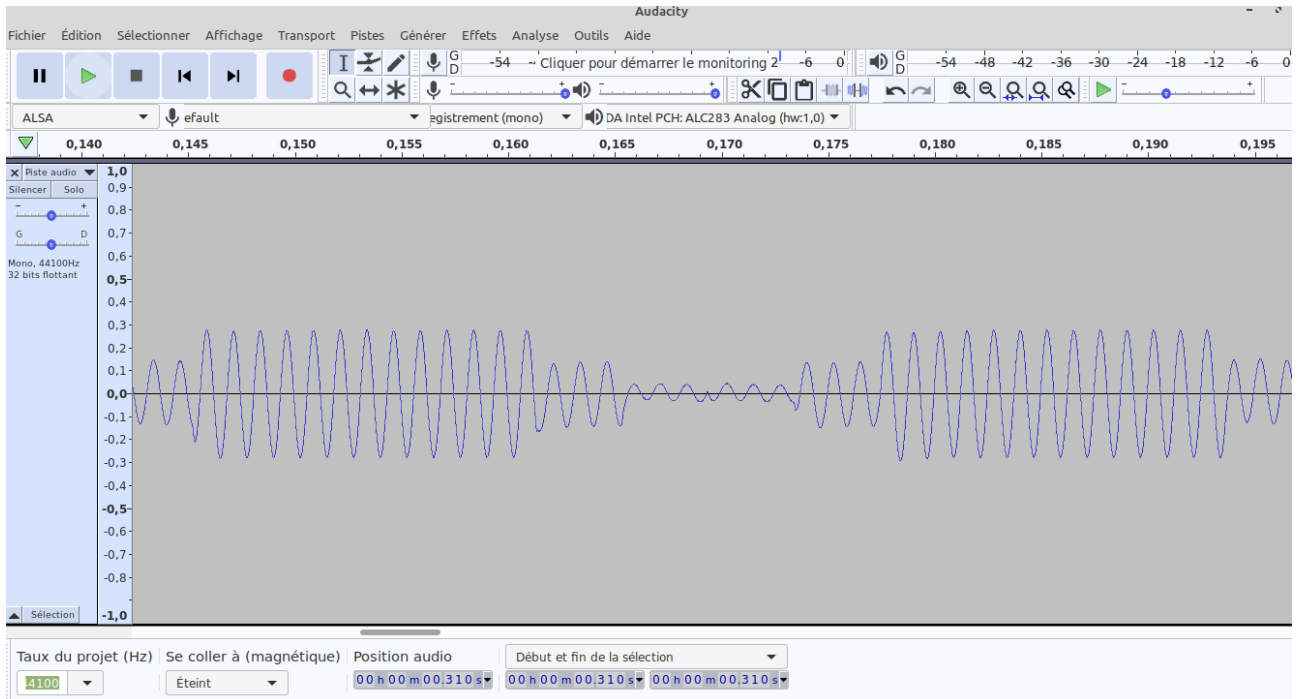 Audacity
Fichier Édition Sélectionner Affichage Transport Pistes Générer Effets Analyse Outils Aide
G D -54 -- Cliquer pour démarrer le monitoring 2 -6 0 G D -54 -48 -42 -36 -30 -24 -18 -12 -6 0
- +
ALSA efault egistrement (mono) DA Intel PCH: ALC283 Analog (hw:1,0)
0,140 0,145 0,150 0,155 0,160 0,165 0,170 0,175 0,180 0,185 0,190 0,195
× Piste audio 1,0
Silencer Solo 0,9
0,8
- +
0,7
G D
0,6
Mono, 44100Hz
32 bits flottant
0,5
0,4
0,3
0,2
0,1
0,0
-0,1
-0,2
-0,3
-0,4
-0,5
-0,6
-0,7
-0,8
Sélection -1,0
Taux du projet (Hz) Se coller à (magnétique) Position audio Début et fin de la sélection
44100 Éteint 00 h 00 m 00.310 s 00 h 00 m 00.310 s 00 h 00 m 00.310 s